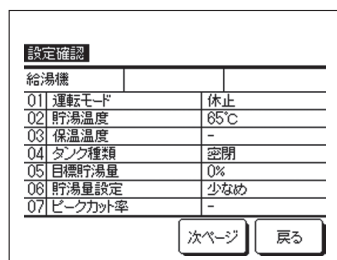 設定確認
給湯機
01 運転モード 休止
02 貯湯温度 65℃
03 保温温度 -
04 タンク種類 密閉
05 目標貯湯量 0%
06 貯湯量設定 少なめ
07 ピークカット率 -
次ページ 戻る